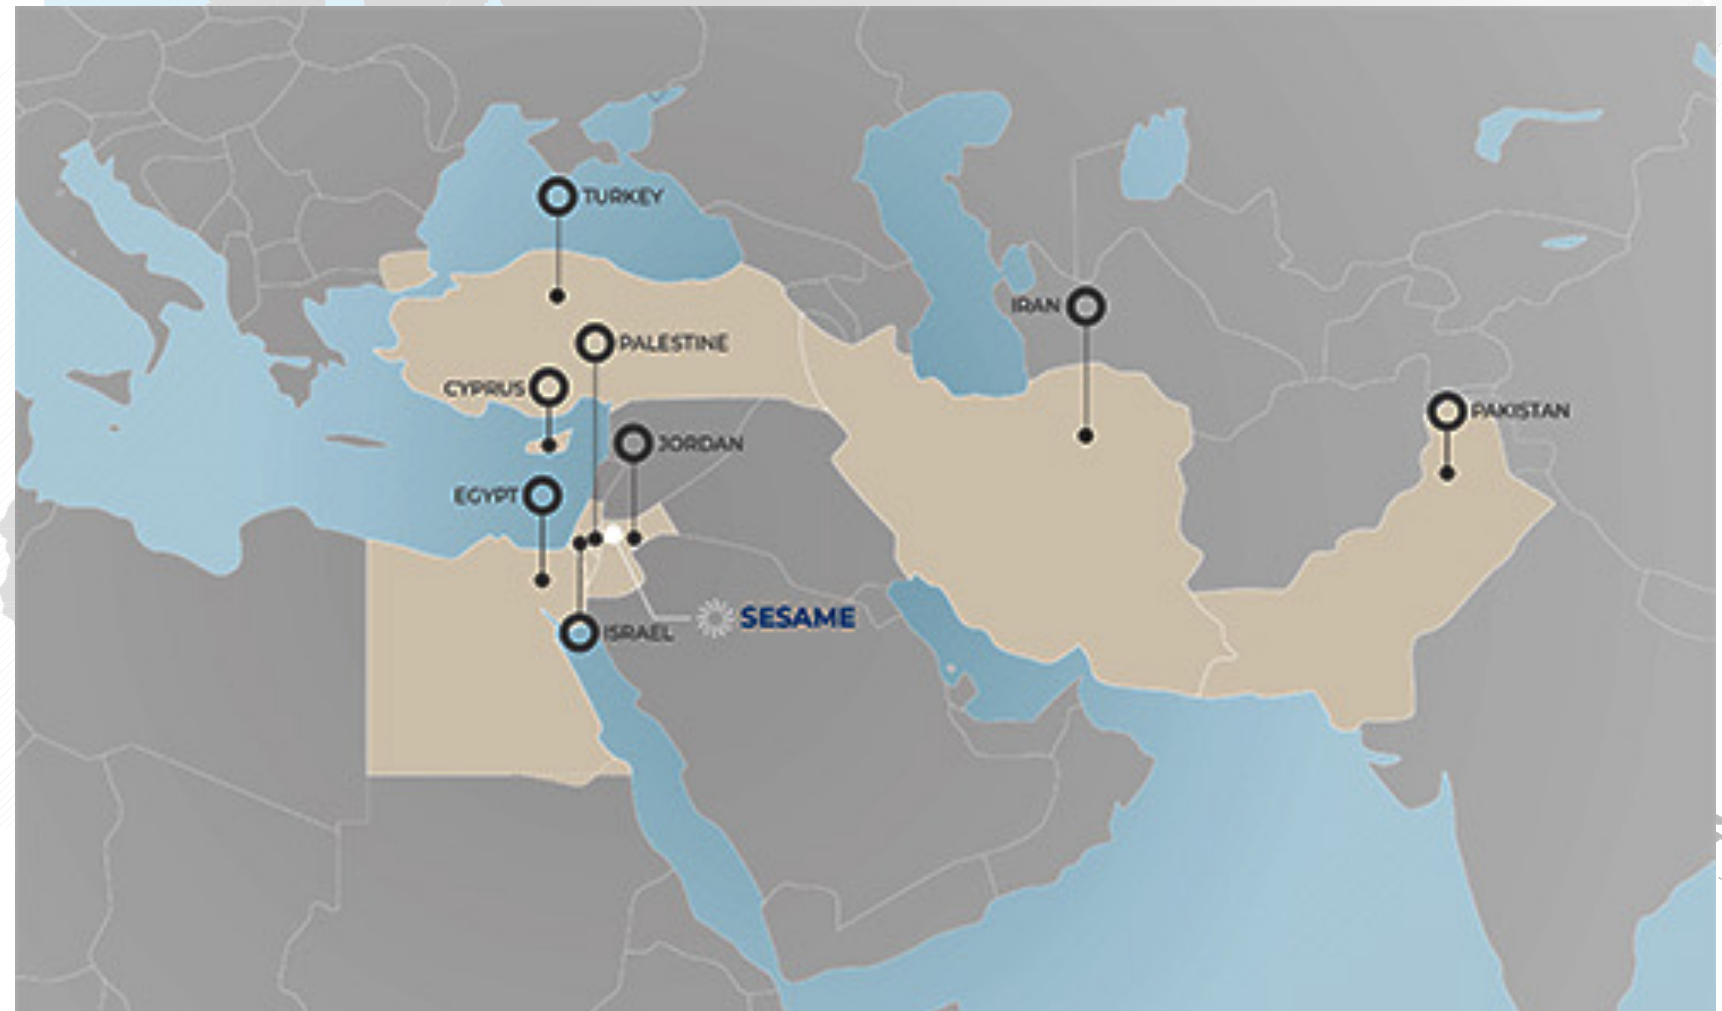 TURKEY
IRAN
PALESTINE
CYPRUS
PAKISTAN
JORDAN
EGYPT
SESAME
ISRAEL